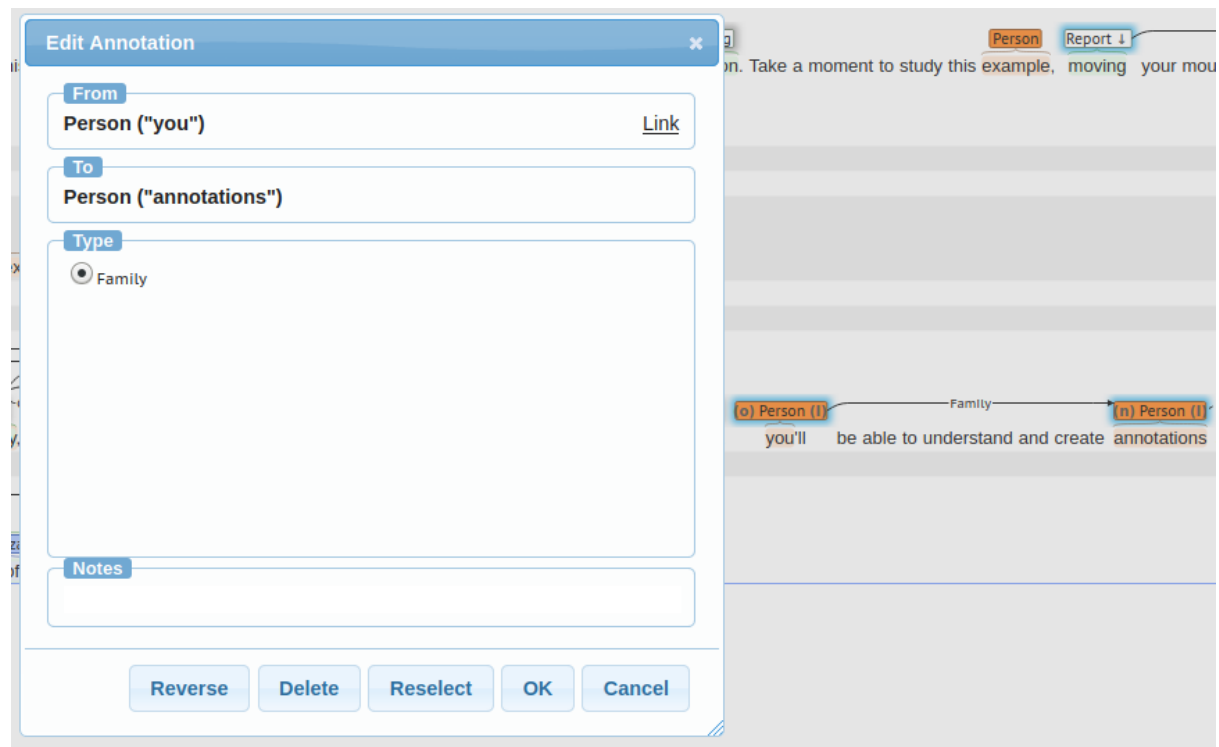 Edit Annotation ×
From
Person ("you") Link
To
Person ("annotations")
Type
Family
Notes
Reverse Delete Reselect OK Cancel
Person Report ↓
. Take a moment to study this example, moving your
Family
(o) Person (I) (n) Person (I)
you'll be able to understand and create annotations